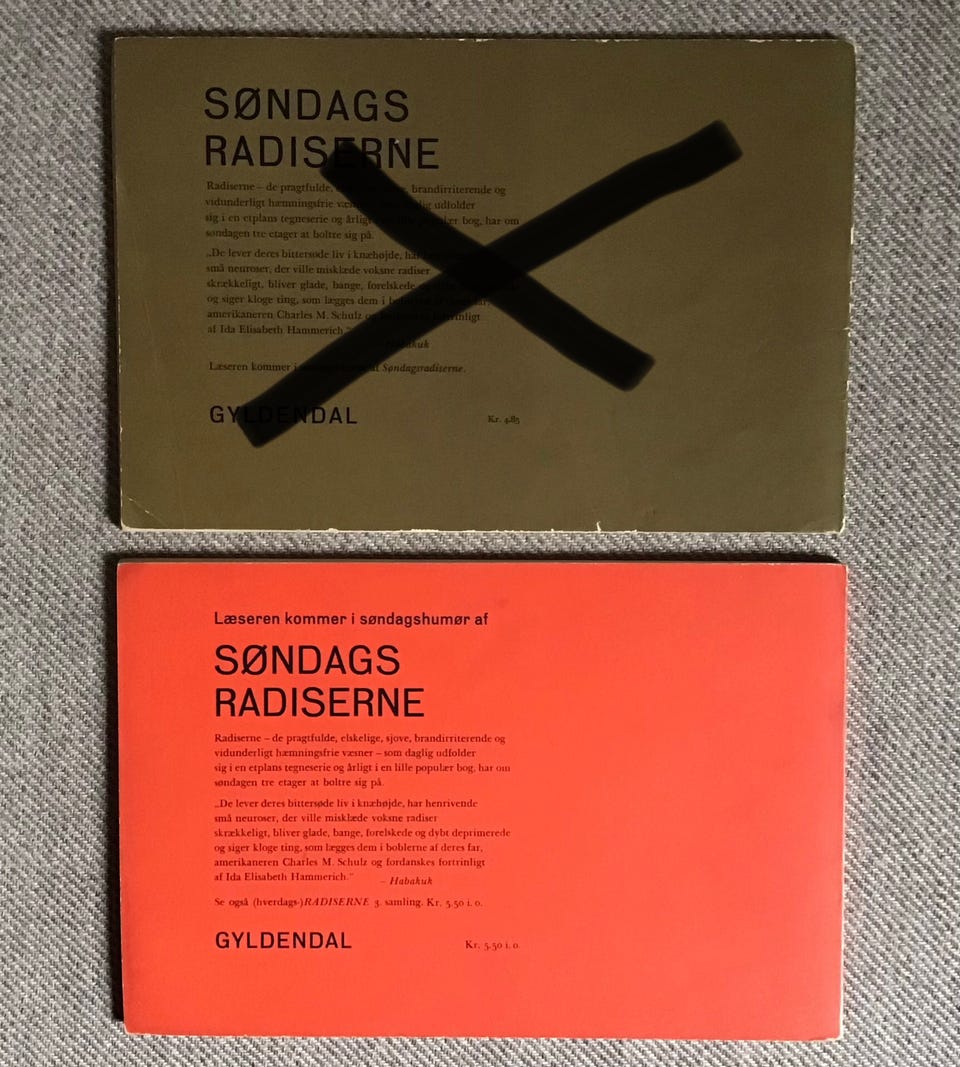 SØNDAGS
RADISERNE
Radiserne – de pragtfulde, brandirriterende og
vidunderligt hæmningsfrie udfolder
sig i en etplans tegneserie og årligt populær bog, har om
søndagen tre etager at boltre sig på.
„De lever deres bittersøde liv i knæhøjde, har
små neuroser, der ville misklæde voksne radiser
skrækkeligt, bliver glade, bange, forelskede
og siger kloge ting, som lægges dem i
amerikaneren Charles M. Schulz og fortrinligt
af Ida Elisabeth Hammerich."
Habakuk
Læseren kommer i af Søndagsradiserne.
GYLDENDAL Kr. 4.85
Læseren kommer i søndagshumør af
SØNDAGS
RADISERNE
Radiserne – de pragtfulde, elskelige, sjove, brandirriterende og
vidunderligt hæmningsfrie væsner – som daglig udfolder
sig i en etplans tegneserie og årligt i en lille populær bog, har om
søndagen tre etager at boltre sig på.
„De lever deres bittersøde liv i knæhøjde, har henrivende
små neuroser, der ville misklæde voksne radiser
skrækkeligt, bliver glade, bange, forelskede og dybt deprimerede
og siger kloge ting, som lægges dem i boblerne af deres far,
amerikaneren Charles M. Schulz og fordanskes fortrinligt
af Ida Elisabeth Hammerich."
– Habakuk
Se også (hverdags-)RADISERNE 3. samling. Kr. 5.50 i. o.
GYLDENDAL Kr. 5.50 i. o.